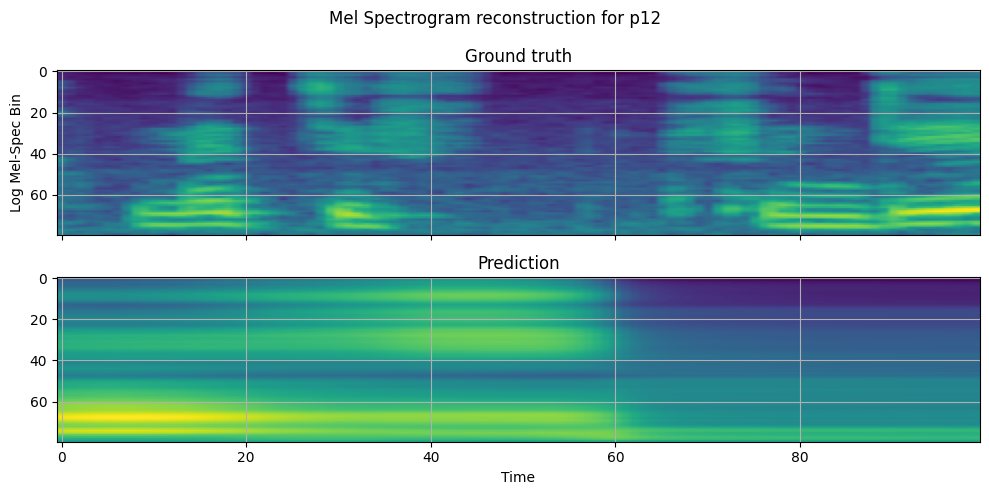 Mel Spectrogram reconstruction for p12
Ground truth
Log Mel-Spec Bin
0
20
40
60
Prediction
0
20
40
60
0 20 40 60 80
Time